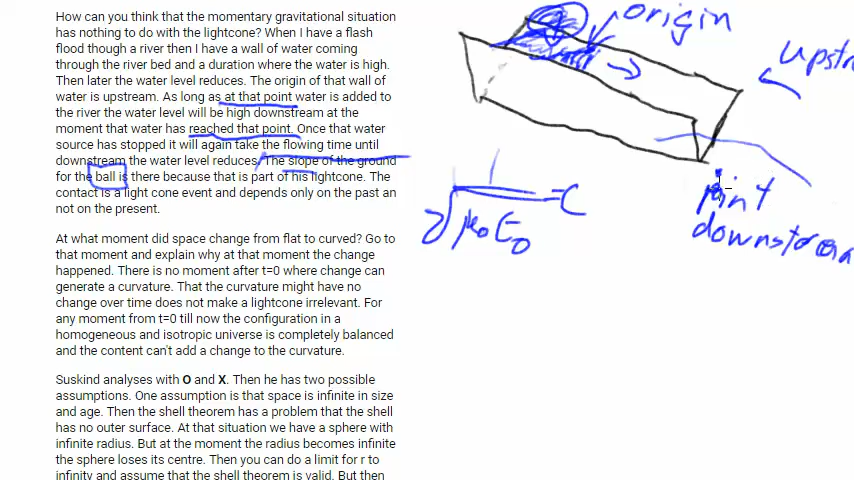 How can you think that the momentary gravitational situation
has nothing to do with the lightcone? When I have a flash
flood though a river then I have a wall of water coming
through the river bed and a duration where the water is high.
Then later the water level reduces. The origin of that wall of
water is upstream. As long as at that point water is added to
the river the water level will be high downstream at the
moment that water has reached that point. Once that water
source has stopped it will again take the flowing time until
downstream the water level reduces. The slope of the ground
for the ball is there because that is part of his lightcone. The
contact is a light cone event and depends only on the past an
not on the present.
At what moment did space change from flat to curved? Go to
that moment and explain why at that moment the change
happened. There is no moment after t=0 where change can
generate a curvature. That the curvature might have no
change over time does not make a lightcone irrelevant. For
any moment from t=0 till now the configuration in a
homogeneous and isotropic universe is completely balanced
and the content can't add a change to the curvature.
Suskind analyses with O and X. Then he has two possible
assumptions. One assumption is that space is infinite in size
and age. Then the shell theorem has a problem that the shell
has no outer surface. At that situation we have a sphere with
infinite radius. But at the moment the radius becomes infinite
the sphere loses its centre. Then you can do a limit for r to
infinity and assume that the shell theorem is valid. But then
origin
upstr
point
downstream
1
μ₀ ε₀ = C